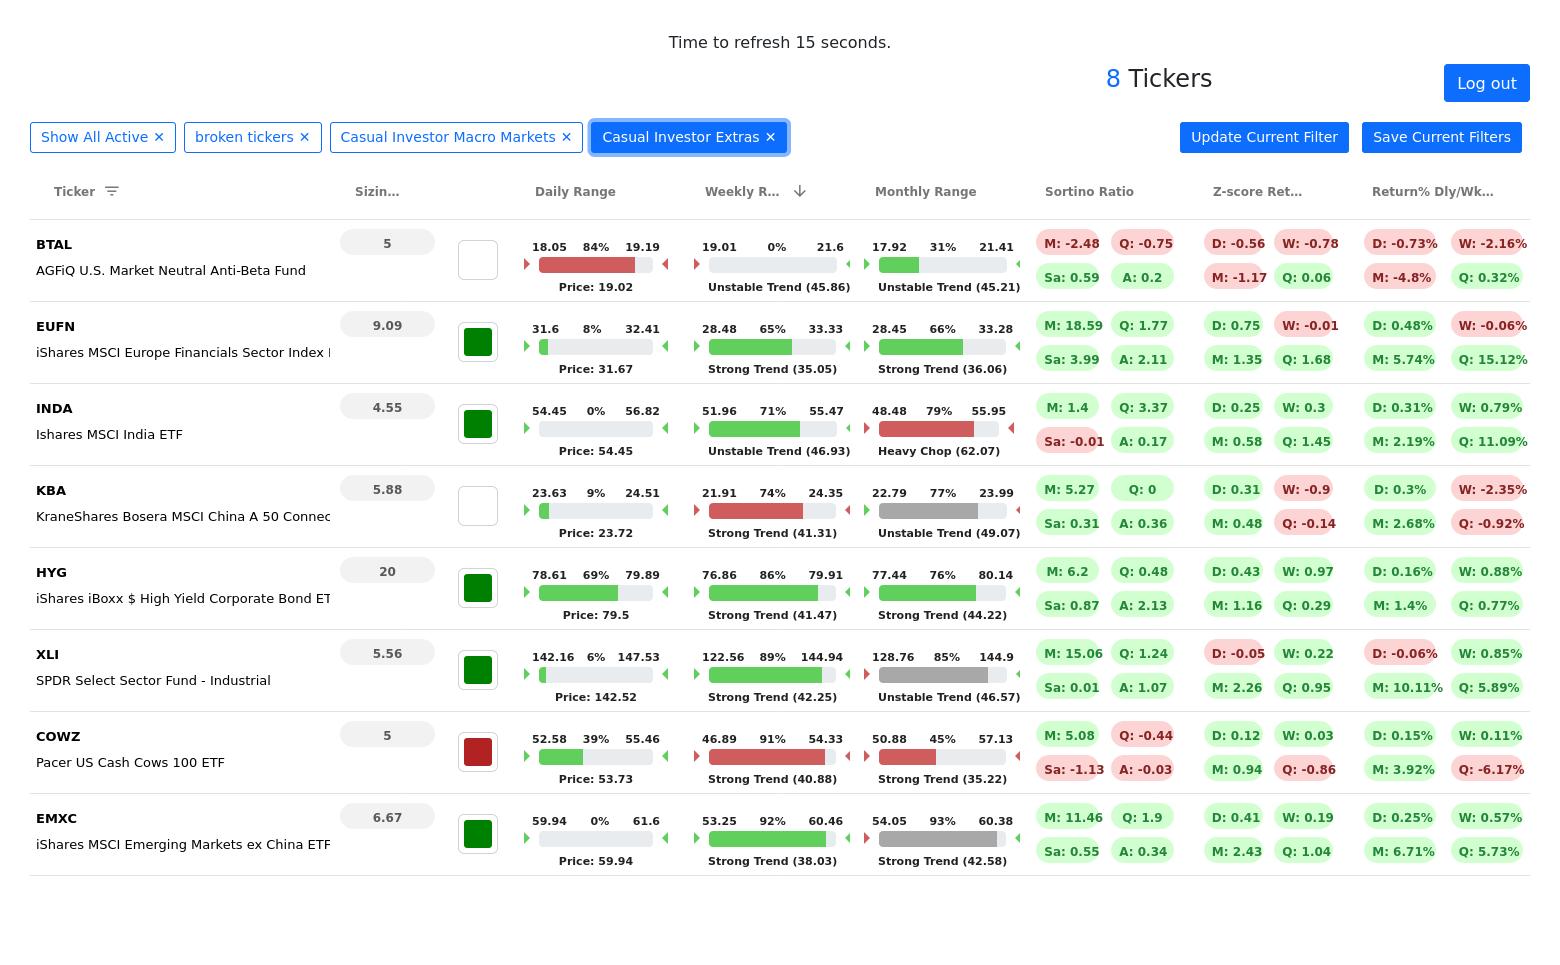 Time to refresh 15 seconds.
8 Tickers
Log out
Show All Active ✕ broken tickers ✕ Casual Investor Macro Markets ✕ Casual Investor Extras ✕ Update Current Filter Save Current Filters
Ticker Sizin... Daily Range Weekly R... Monthly Range Sortino Ratio Z-score Ret... Return% Dly/Wk...
BTAL 5 18.05 84% 19.19 19.01 0% 21.6 17.92 31% 21.41 M: -2.48 Q: -0.75 D: -0.56 W: -0.78 D: -0.73% W: -2.16%
AGFiQ U.S. Market Neutral Anti-Beta Fund Sa: 0.59 A: 0.2 M: -1.17 Q: 0.06 M: -4.8% Q: 0.32%
Price: 19.02 Unstable Trend (45.86) Unstable Trend (45.21)
EUFN 9.09 31.6 8% 32.41 28.48 65% 33.33 28.45 66% 33.28 M: 18.59 Q: 1.77 D: 0.75 W: -0.01 D: 0.48% W: -0.06%
iShares MSCI Europe Financials Sector Index Sa: 3.99 A: 2.11 M: 1.35 Q: 1.68 M: 5.74% Q: 15.12%
Price: 31.67 Strong Trend (35.05) Strong Trend (36.06)
INDA 4.55 54.45 0% 56.82 51.96 71% 55.47 48.48 79% 55.95 M: 1.4 Q: 3.37 D: 0.25 W: 0.3 D: 0.31% W: 0.79%
Ishares MSCI India ETF Sa: -0.01 A: 0.17 M: 0.58 Q: 1.45 M: 2.19% Q: 11.09%
Price: 54.45 Unstable Trend (46.93) Heavy Chop (62.07)
KBA 5.88 23.63 9% 24.51 21.91 74% 24.35 22.79 77% 23.99 M: 5.27 Q: 0 D: 0.31 W: -0.9 D: 0.3% W: -2.35%
KraneShares Bosera MSCI China A 50 Connec Sa: 0.31 A: 0.36 M: 0.48 Q: -0.14 M: 2.68% Q: -0.92%
Price: 23.72 Strong Trend (41.31) Unstable Trend (49.07)
HYG 20 78.61 69% 79.89 76.86 86% 79.91 77.44 76% 80.14 M: 6.2 Q: 0.48 D: 0.43 W: 0.97 D: 0.16% W: 0.88%
iShares iBoxx $ High Yield Corporate Bond ET Sa: 0.87 A: 2.13 M: 1.16 Q: 0.29 M: 1.4% Q: 0.77%
Price: 79.5 Strong Trend (41.47) Strong Trend (44.22)
XLI 5.56 142.16 6% 147.53 122.56 89% 144.94 128.76 85% 144.9 M: 15.06 Q: 1.24 D: -0.05 W: 0.22 D: -0.06% W: 0.85%
SPDR Select Sector Fund - Industrial Sa: 0.01 A: 1.07 M: 2.26 Q: 0.95 M: 10.11% Q: 5.89%
Price: 142.52 Strong Trend (42.25) Unstable Trend (46.57)
COWZ 5 52.58 39% 55.46 46.89 91% 54.33 50.88 45% 57.13 M: 5.08 Q: -0.44 D: 0.12 W: 0.03 D: 0.15% W: 0.11%
Pacer US Cash Cows 100 ETF Sa: -1.13 A: -0.03 M: 0.94 Q: -0.86 M: 3.92% Q: -6.17%
Price: 53.73 Strong Trend (40.88) Strong Trend (35.22)
EMXC 6.67 59.94 0% 61.6 53.25 92% 60.46 54.05 93% 60.38 M: 11.46 Q: 1.9 D: 0.41 W: 0.19 D: 0.25% W: 0.57%
iShares MSCI Emerging Markets ex China ETF Sa: 0.55 A: 0.34 M: 2.43 Q: 1.04 M: 6.71% Q: 5.73%
Price: 59.94 Strong Trend (38.03) Strong Trend (42.58)